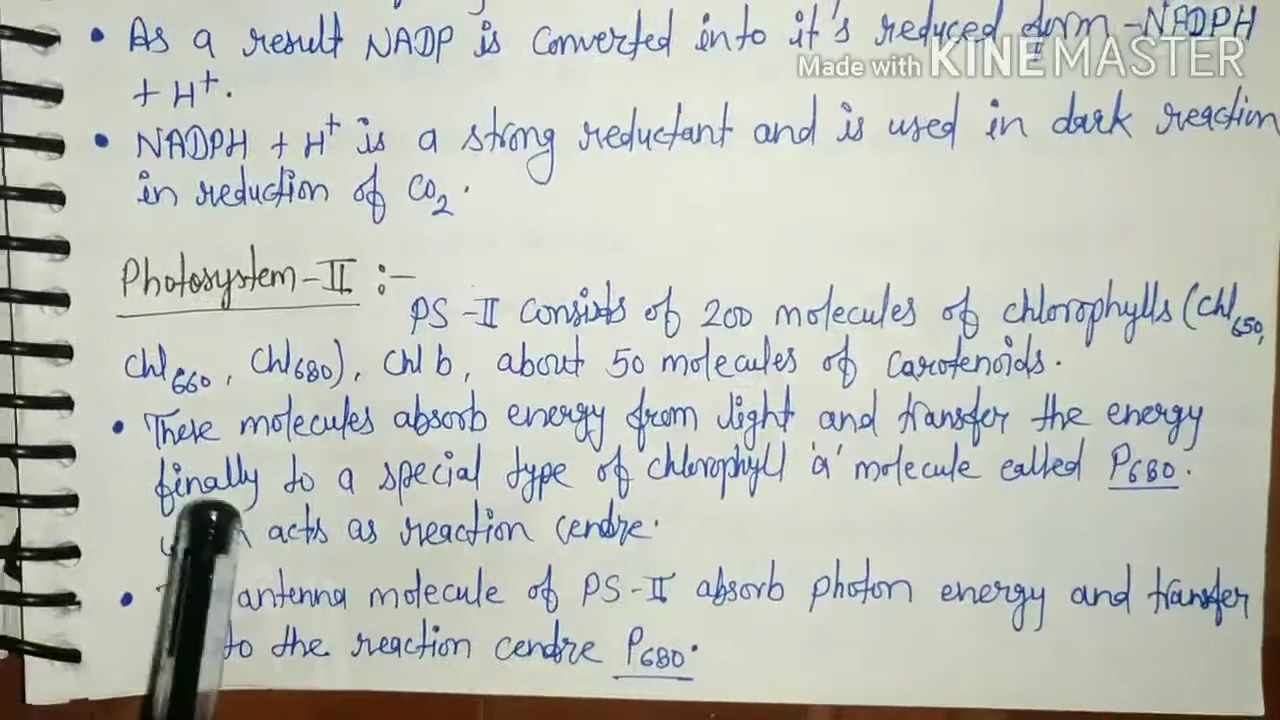 • As a result NADP is converted into it's reduced form - NADPH
Made with KINEMASTER
+ H⁺.
• NADPH + H⁺ is a strong reductant and is used in dark reaction
in reduction of CO₂.
Photosystem-II :-
PS-II consists of 200 molecules of chlorophylls (Chl₆₅₀,
Chl₆₆₀, Chl₆₈₀), Chl b, about 50 molecules of carotenoids.
• These molecules absorb energy from light and transfer the energy
finally to a special type of chlorophyll 'a' molecule called P₆₈₀.
acts as reaction centre.
• antenna molecule of PS-II absorb photon energy and transfer
to the reaction centre P₆₈₀.